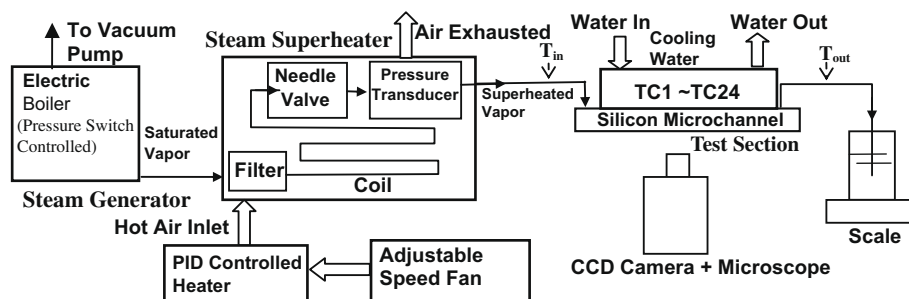 To Vacuum
Pump
Electric
Boiler
(Pressure Switch
Controlled)
Steam Generator
Saturated
Vapor
Steam Superheater
Air Exhausted
Needle
Valve
Pressure
Transducer
Filter
Coil
Superheated
Vapor
Hot Air Inlet
PID Controlled
Heater
Adjustable
Speed Fan
Tin
Water In
Cooling
Water
Water Out
Tout
TC1 ~TC24
Silicon Microchannel
Test Section
CCD Camera + Microscope
Scale